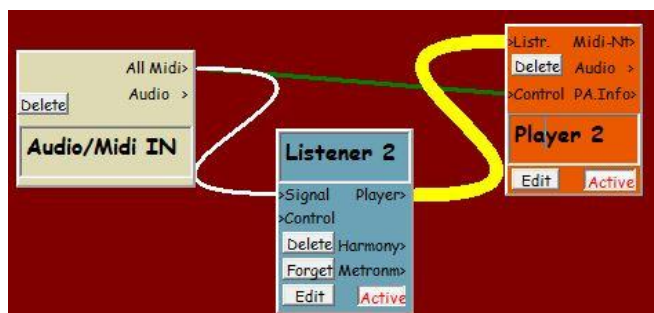 All Midi>
Audio >
Delete
Audio/Midi IN
Listener 2
>Signal Player>
>Control
Delete Harmony>
Forget Metronm>
Edit Active
>Listr. Midi-Nt>
Delete Audio >
>Control PA.Info>
Player 2
Edit Active